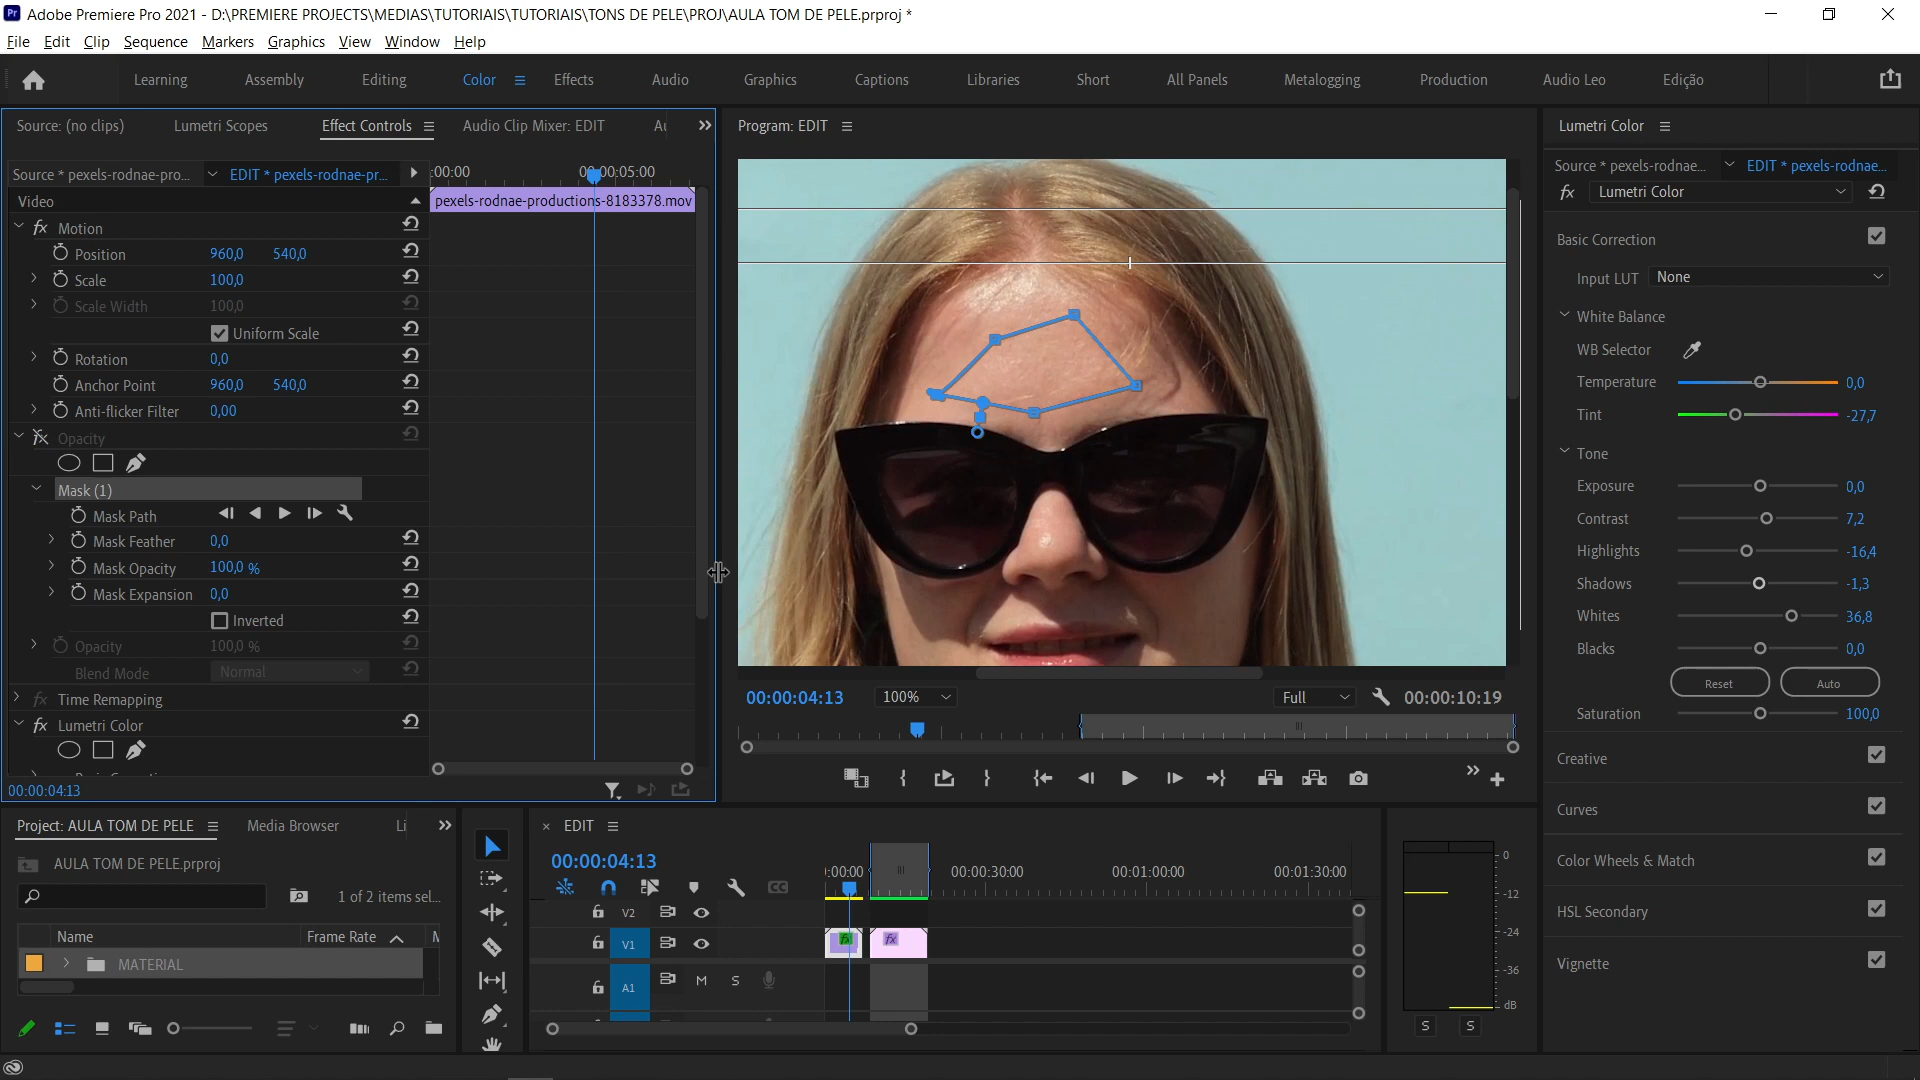 Adobe Premiere Pro 2021 - D:\PREMIERE PROJECTS\MEDIAS\TUTORIAIS\TUTORIAIS\TONS DE PELE\PROJ\AULA TOM DE PELE.prproj *
File Edit Clip Sequence Markers Graphics View Window Help
Learning Assembly Editing Color Effects Audio Graphics Captions Libraries Short All Panels Metalogging Production Audio Leo Edição
Source: (no clips) Lumetri Scopes Effect Controls Audio Clip Mixer: EDIT
Source * pexels-rodnae-pro... EDIT * pexels-rodnae-pr...
:00:00 00:00:05:00
Video
pexels-rodnae-productions-8183378.mov
fx Motion
Position 960,0 540,0
Scale 100,0
Scale Width 100,0
Uniform Scale
Rotation 0,0
Anchor Point 960,0 540,0
Anti-flicker Filter 0,00
fx Opacity
Mask (1)
Mask Path
Mask Feather 0,0
Mask Opacity 100,0 %
Mask Expansion 0,0
Inverted
Opacity 100,0 %
Blend Mode Normal
fx Time Remapping
fx Lumetri Color
00:00:04:13
Program: EDIT
00:00:04:13 100% Full 00:00:10:19
Lumetri Color
Source * pexels-rodnae... EDIT * pexels-rodnae...
fx Lumetri Color
Basic Correction
Input LUT None
White Balance
WB Selector
Temperature 0,0
Tint -27,7
Tone
Exposure 0,0
Contrast 7,2
Highlights -16,4
Shadows -1,3
Whites 36,8
Blacks 0,0
Reset Auto
Saturation 100,0
Creative
Curves
Color Wheels & Match
HSL Secondary
Vignette
Project: AULA TOM DE PELE Media Browser Li
AULA TOM DE PELE.prproj
1 of 2 items sel...
Name Frame Rate
MATERIAL
EDIT
00:00:04:13
:00:00 00:00:30:00 00:01:00:00 00:01:30:00
V2
V1 fx fx
A1 M S
0
-12
-24
-36
dB
S S